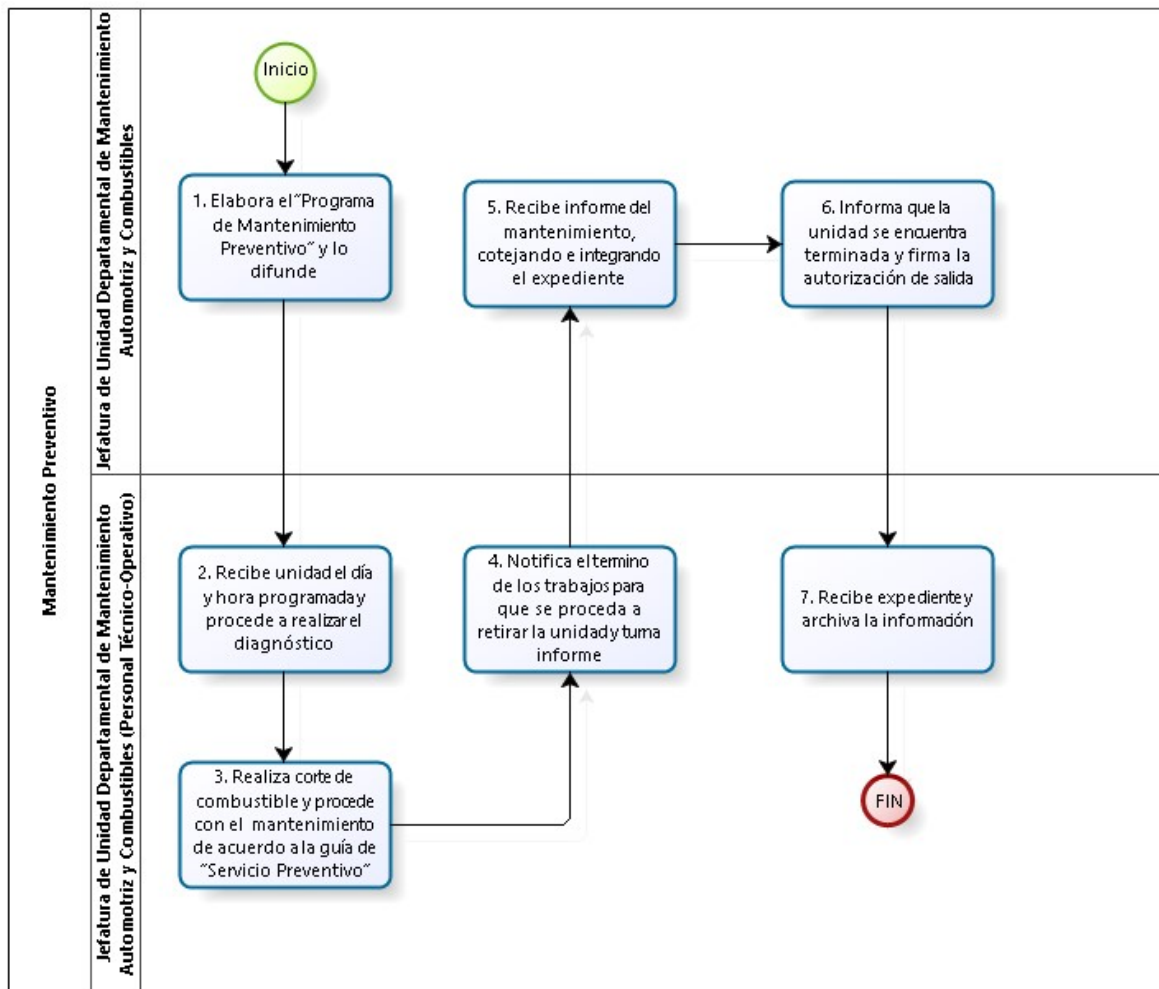 Mantenimiento Preventivo
Jefatura de Unidad Departamental de Mantenimiento
Automotriz y Combustibles
Inicio
1. Elabora el "Programa
de Mantenimiento
Preventivo" y lo
difunde
5. Recibe informe del
mantenimiento,
cotejando e integrando
el expediente
6. Informa que la
unidad se encuentra
terminada y firma la
autorización de salida
Jefatura de Unidad Departamental de Mantenimiento
Automotriz y Combustibles (Personal Técnico-Operativo)
2. Recibe unidad el día
y hora programada y
procede a realizar el
diagnóstico
4. Notifica el termino
de los trabajos para
que se proceda a
retirar la unidad y turna
informe
7. Recibe expediente y
archiva la información
3. Realiza corte de
combustible y procede
con el mantenimiento
de acuerdo a la guía de
"Servicio Preventivo"
FIN